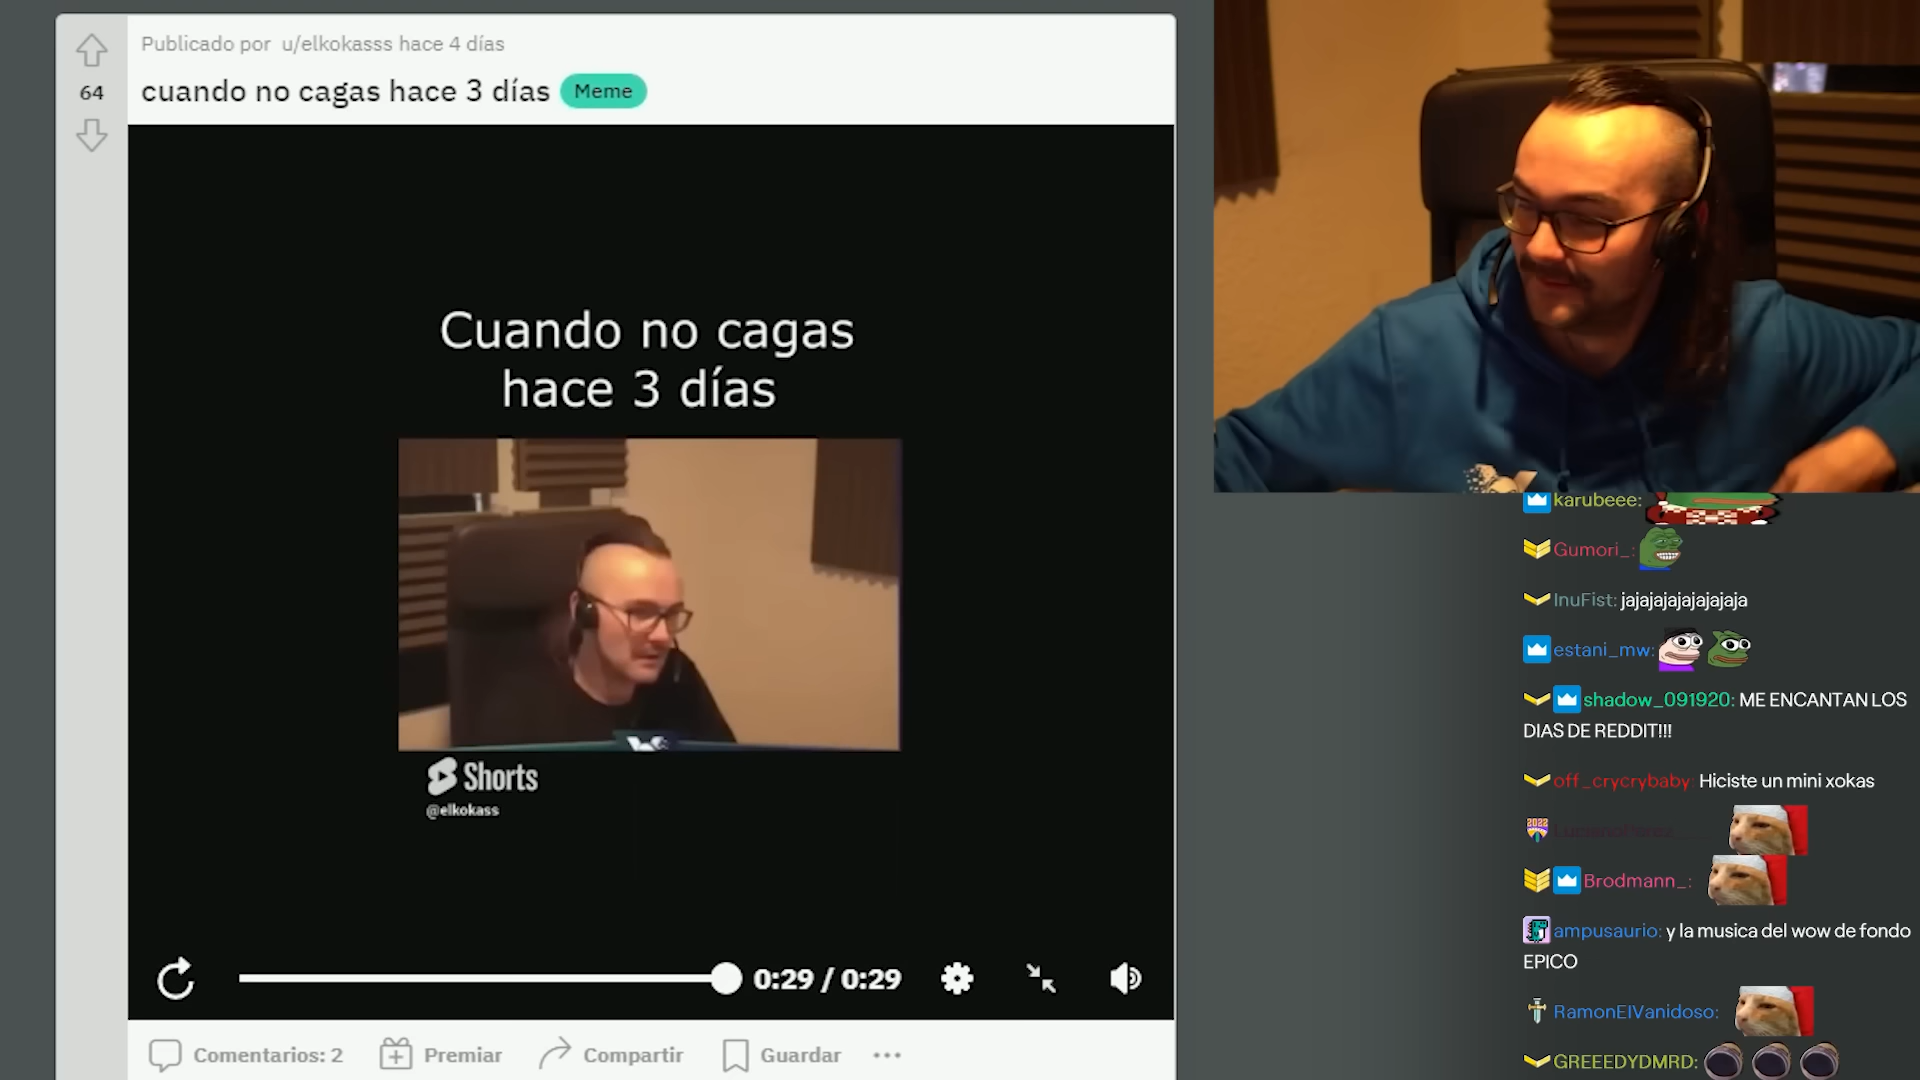 Publicado por u/elkokasss hace 4 días
64
cuando no cagas hace 3 días Meme
Cuando no cagas
hace 3 días
Shorts
@elkokass
0:29 / 0:29
Comentarios: 2 Premiar Compartir Guardar
karubeee:
Gumori_:
InuFist: jajajajajajajajaja
estani_mw:
shadow_091920: ME ENCANTAN LOS
DIAS DE REDDIT!!!
off_crycrybaby: Hiciste un mini xokas
2022
Brodmann_:
ampusaurio: y la musica del wow de fondo
EPICO
RamonElVanidoso:
GREEEDYDMRD: